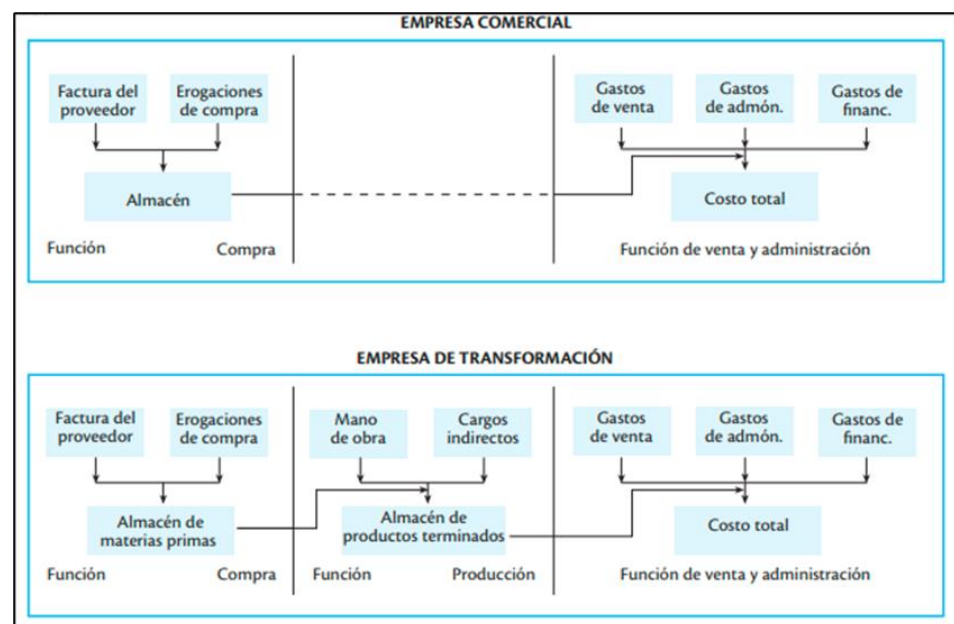 EMPRESA COMERCIAL
Factura del
proveedor
Erogaciones
de compra
Gastos
de venta
Gastos
de admón.
Gastos de
financ.
Almacén
Costo total
Función
Compra
Función de venta y administración
EMPRESA DE TRANSFORMACIÓN
Factura del
proveedor
Erogaciones
de compra
Mano
de obra
Cargos
indirectos
Gastos
de venta
Gastos
de admón.
Gastos de
financ.
Almacén de
materias primas
Almacén de
productos terminados
Costo total
Función
Compra
Función
Producción
Función de venta y administración